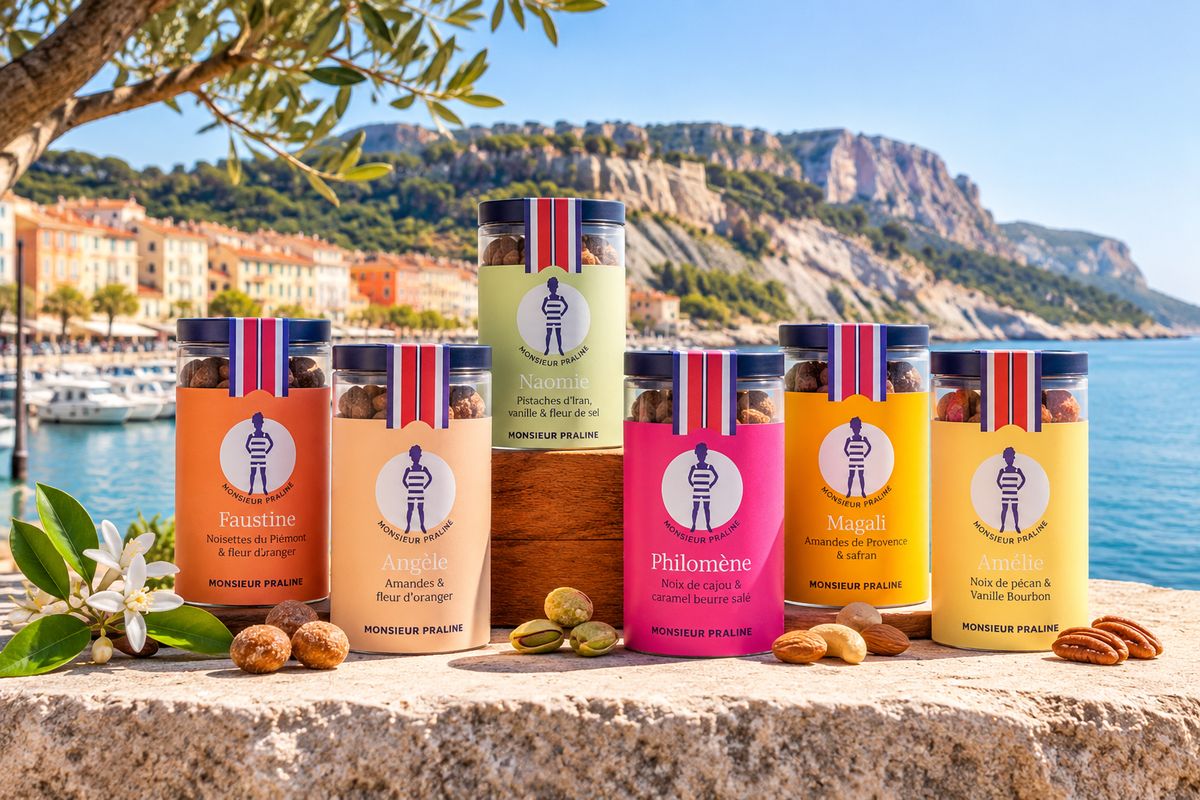 Naomie
Pistaches d'Iran,
vanille & fleur de sel
MONSIEUR PRALINE
MONSIEUR PRALINE
Faustine
Noisettes du Piémont
& fleur d'oranger
MONSIEUR PRALINE
MONSIEUR PRALINE
Angèle
Amandes &
fleur d'oranger
MONSIEUR PRALINE
MONSIEUR PRALINE
Philomène
Noix de cajou &
caramel beurre salé
MONSIEUR PRALINE
MONSIEUR PRALINE
Magali
Amandes de Provence
& safran
MONSIEUR PRALINE
MONSIEUR PRALINE
Amélie
Noix de pécan &
Vanille Bourbon
MONSIEUR PRALINE
MONSIEUR PRALINE